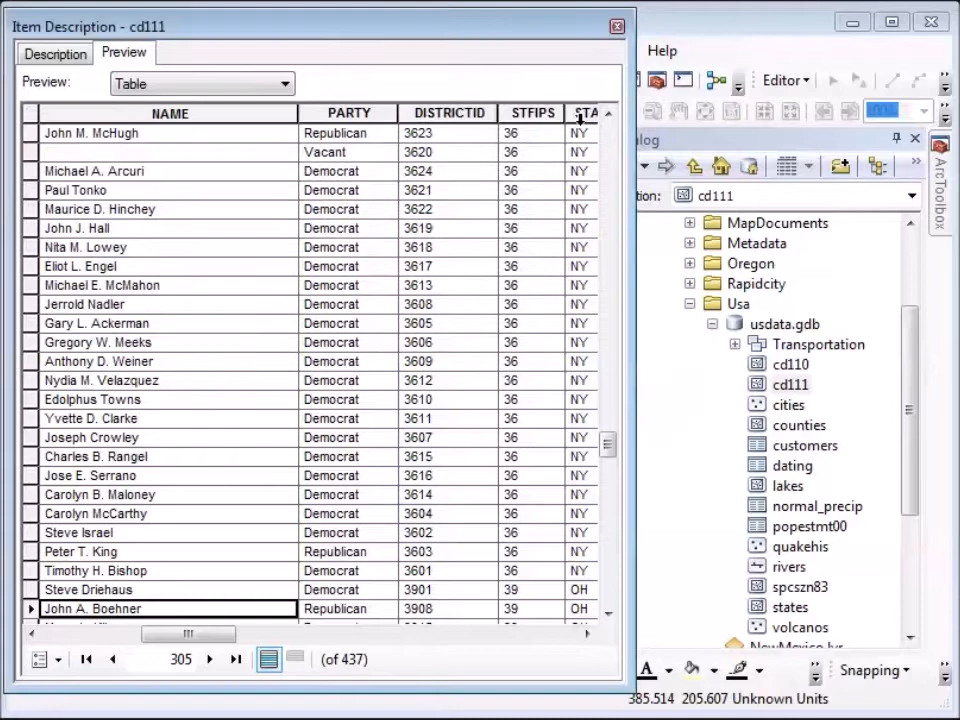 Item Description - cd111
Description Preview
Preview: Table
NAME PARTY DISTRICTID STFIPS STA
John M. McHugh Republican 3623 36 NY
Vacant 3620 36 NY
Michael A. Arcuri Democrat 3624 36 NY
Paul Tonko Democrat 3621 36 NY
Maurice D. Hinchey Democrat 3622 36 NY
John J. Hall Democrat 3619 36 NY
Nita M. Lowey Democrat 3618 36 NY
Eliot L. Engel Democrat 3617 36 NY
Michael E. McMahon Democrat 3613 36 NY
Jerrold Nadler Democrat 3608 36 NY
Gary L. Ackerman Democrat 3605 36 NY
Gregory W. Meeks Democrat 3606 36 NY
Anthony D. Weiner Democrat 3609 36 NY
Nydia M. Velazquez Democrat 3612 36 NY
Edolphus Towns Democrat 3610 36 NY
Yvette D. Clarke Democrat 3611 36 NY
Joseph Crowley Democrat 3607 36 NY
Charles B. Rangel Democrat 3615 36 NY
Jose E. Serrano Democrat 3616 36 NY
Carolyn B. Maloney Democrat 3614 36 NY
Carolyn McCarthy Democrat 3604 36 NY
Steve Israel Democrat 3602 36 NY
Peter T. King Republican 3603 36 NY
Timothy H. Bishop Democrat 3601 36 NY
Steve Driehaus Democrat 3901 39 OH
John A. Boehner Republican 3908 39 OH
305 (of 437)
Help
Editor
log
tion: cd111
ArcToolbox
MapDocuments
Metadata
Oregon
Rapidcity
Usa
usdata.gdb
Transportation
cd110
cd111
cities
counties
customers
dating
lakes
normal_precip
popestmt00
quakehis
rivers
spcszn83
states
volcanos
NewMexico.lyr
A Snapping
385.514 205.607 Unknown Units